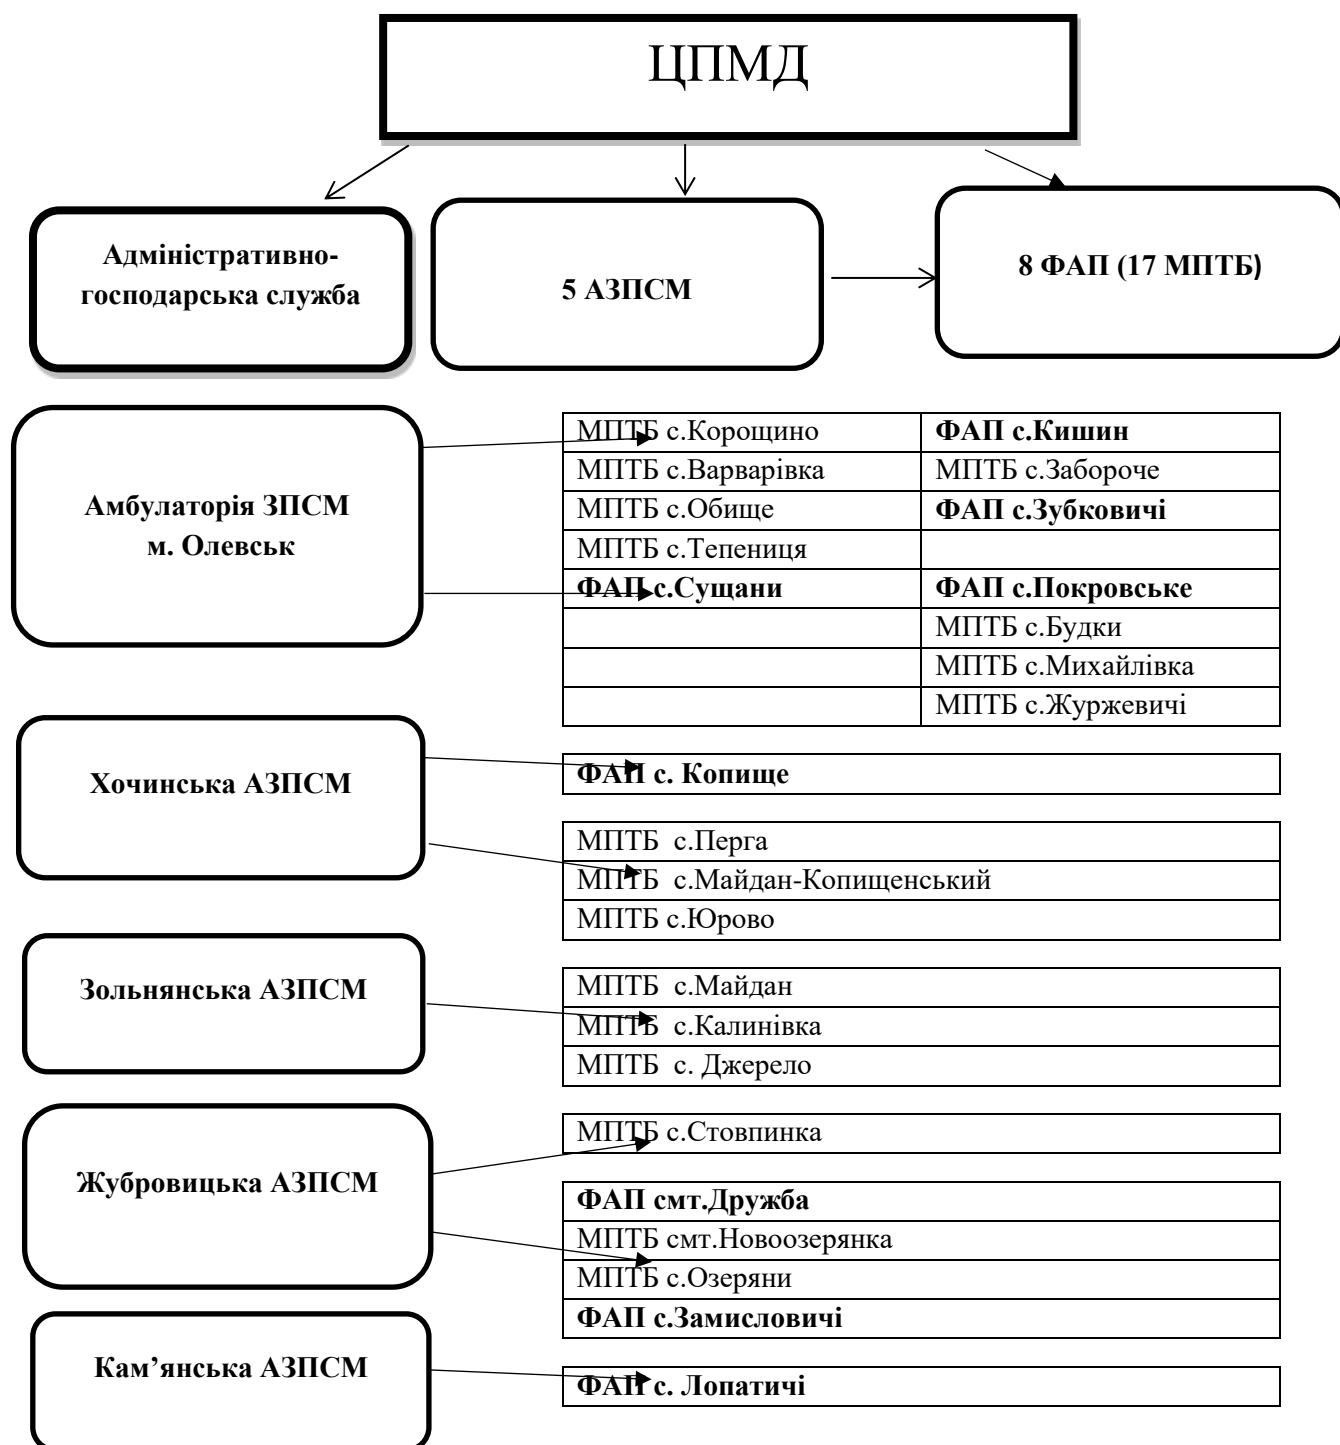 ЦПМД
Адміністративно-
господарська служба
5 АЗПСМ
8 ФАП (17 МПТБ)
Амбулаторія ЗПСМ
м. Олевськ
МПТБ с.Корощино
ФАП с.Кишин
МПТБ с.Варварівка
МПТБ с.Забороче
МПТБ с.Обище
ФАП с.Зубковичі
МПТБ с.Тепениця
ФАП с.Сущани
ФАП с.Покровське
МПТБ с.Будки
МПТБ с.Михайлівка
МПТБ с.Журжевичі
Хочинська АЗПСМ
ФАП с. Копище
МПТБ с.Перга
МПТБ с.Майдан-Копищенський
МПТБ с.Юрово
Зольнянська АЗПСМ
МПТБ с.Майдан
МПТБ с.Калинівка
МПТБ с. Джерело
Жубровицька АЗПСМ
МПТБ с.Стовпинка
ФАП смт.Дружба
МПТБ смт.Новоозерянка
МПТБ с.Озеряни
ФАП с.Замисловичі
Кам’янська АЗПСМ
ФАП с. Лопатичі